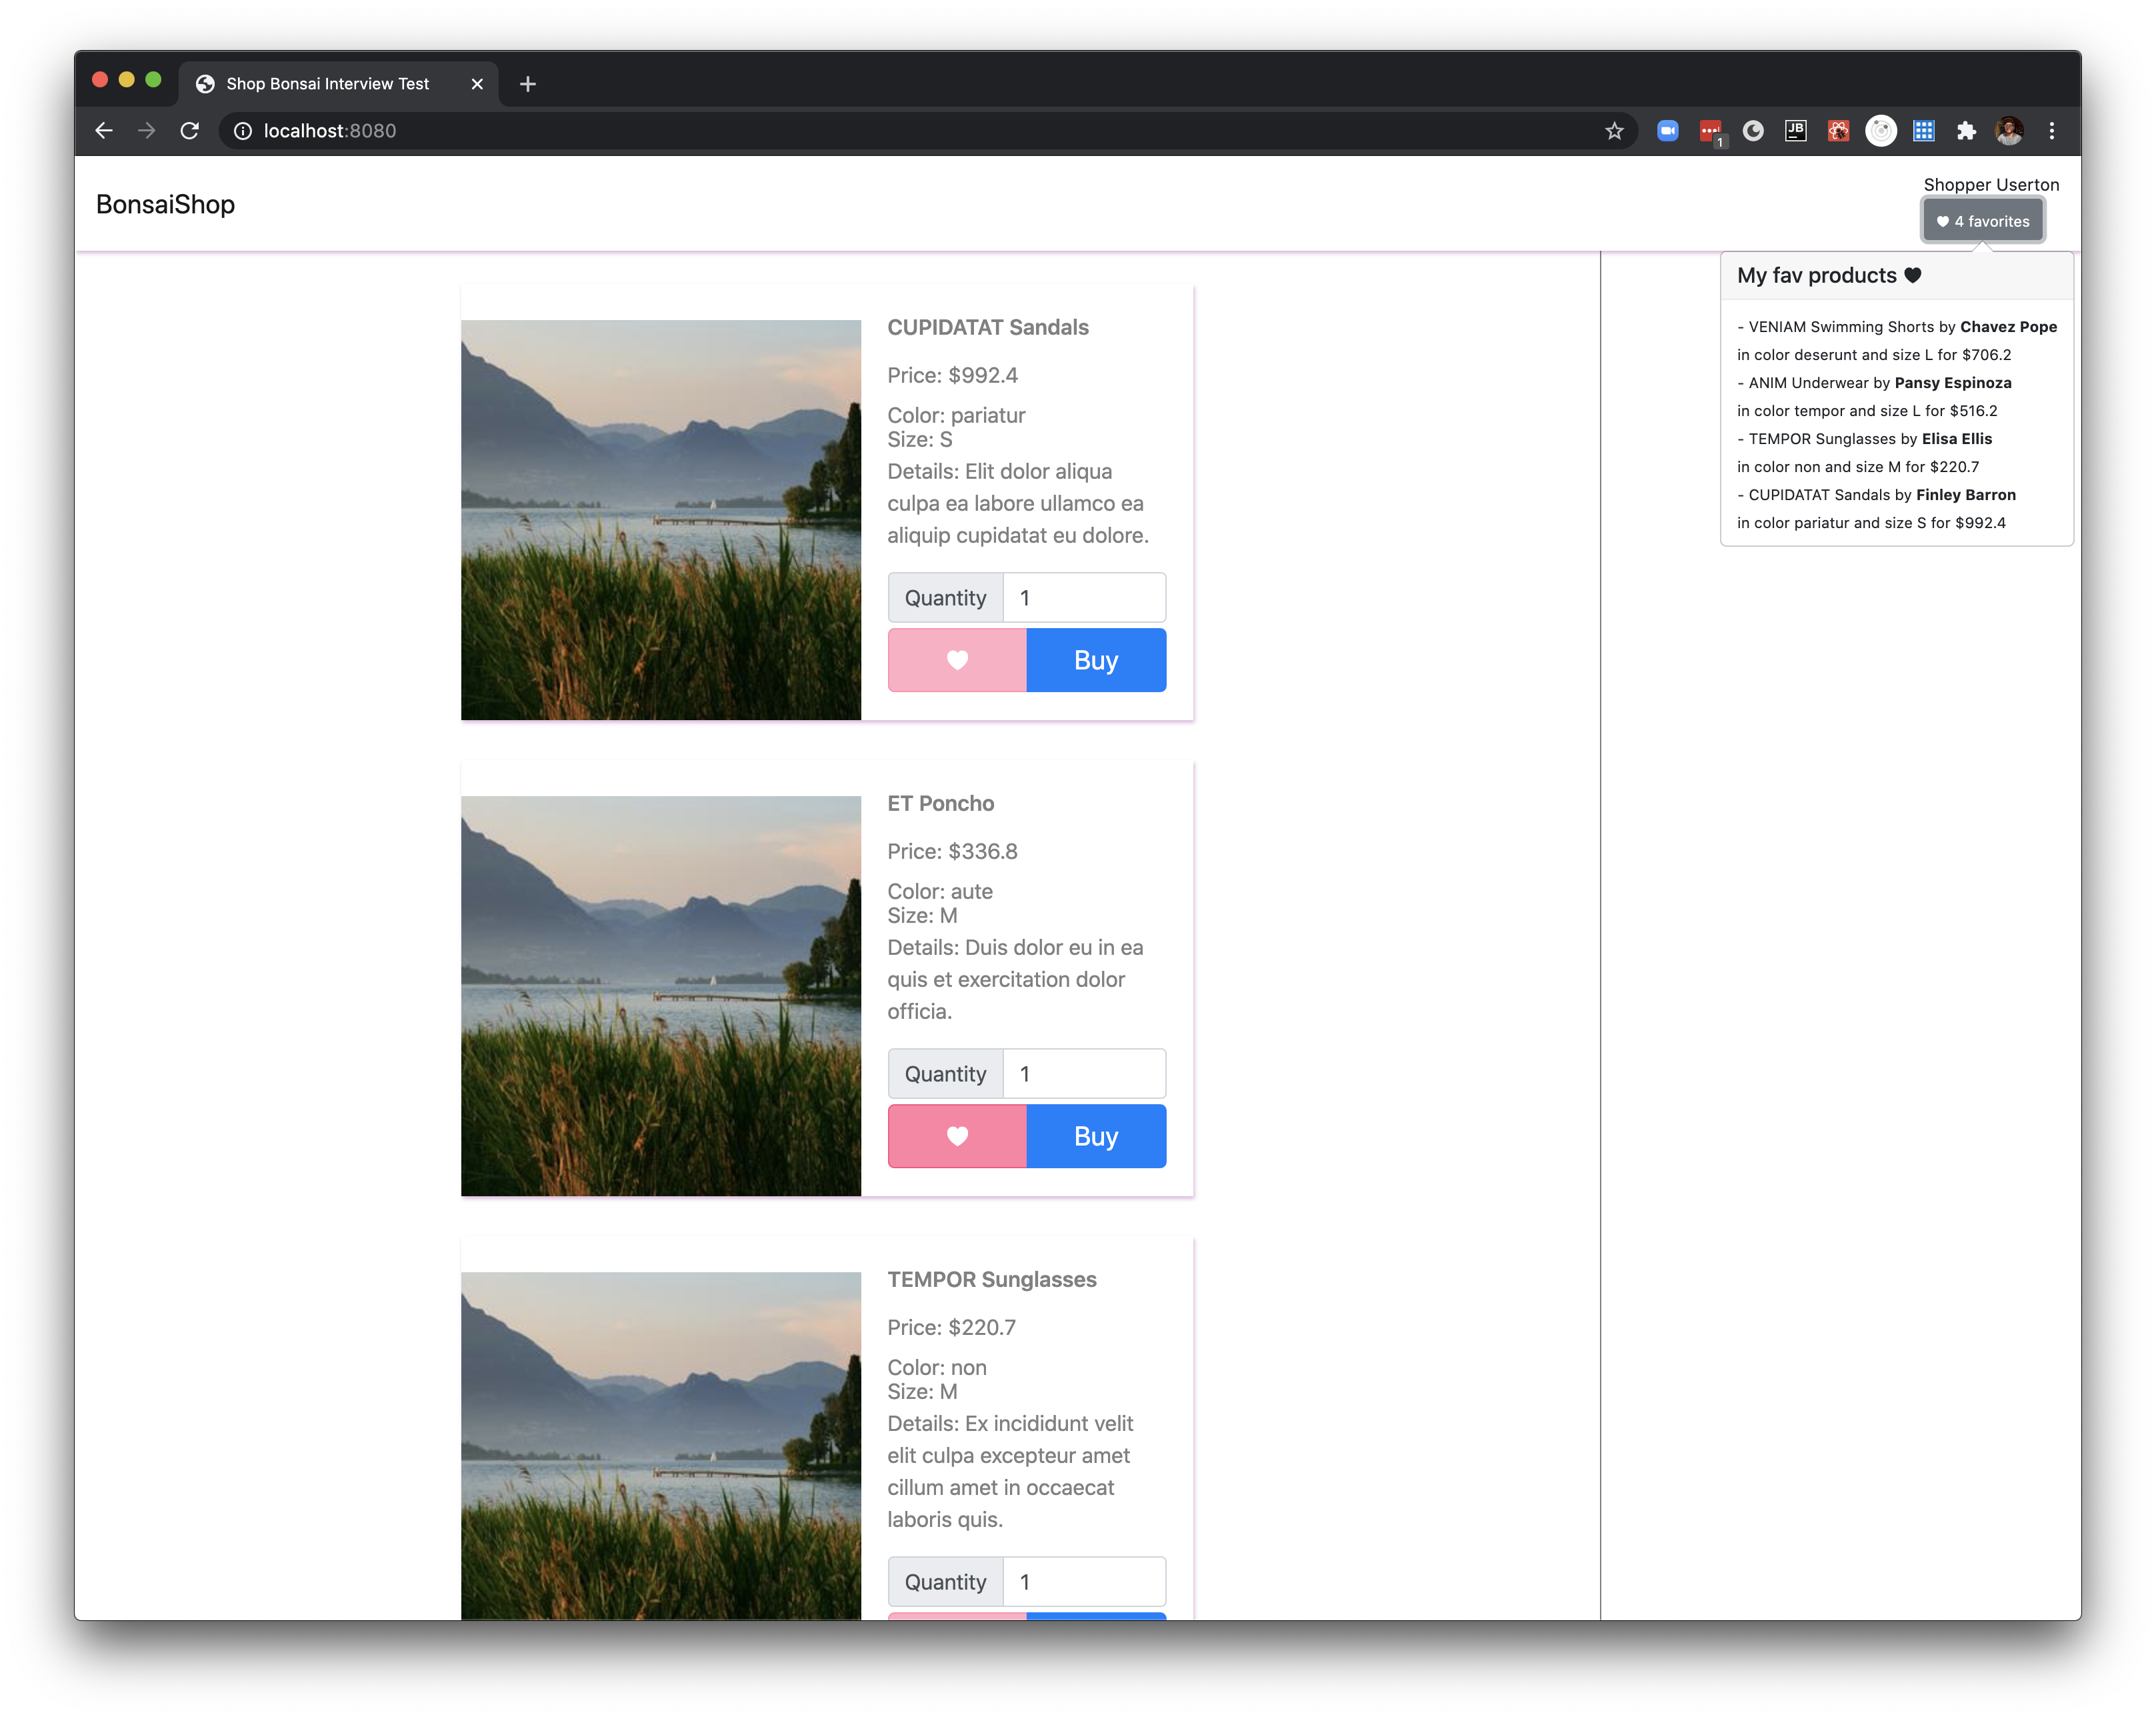 Shop Bonsai Interview Test
localhost:8080
JB
1
BonsaiShop
Shopper Userton
4 favorites
My fav products
- VENIAM Swimming Shorts by Chavez Pope
in color deserunt and size L for $706.2
- ANIM Underwear by Pansy Espinoza
in color tempor and size L for $516.2
- TEMPOR Sunglasses by Elisa Ellis
in color non and size M for $220.7
- CUPIDATAT Sandals by Finley Barron
in color pariatur and size S for $992.4
CUPIDATAT Sandals
Price: $992.4
Color: pariatur
Size: S
Details: Elit dolor aliqua
culpa ea labore ullamco ea
aliquip cupidatat eu dolore.
Quantity 1
Buy
ET Poncho
Price: $336.8
Color: aute
Size: M
Details: Duis dolor eu in ea
quis et exercitation dolor
officia.
Quantity 1
Buy
TEMPOR Sunglasses
Price: $220.7
Color: non
Size: M
Details: Ex incididunt velit
elit culpa excepteur amet
cillum amet in occaecat
laboris quis.
Quantity 1